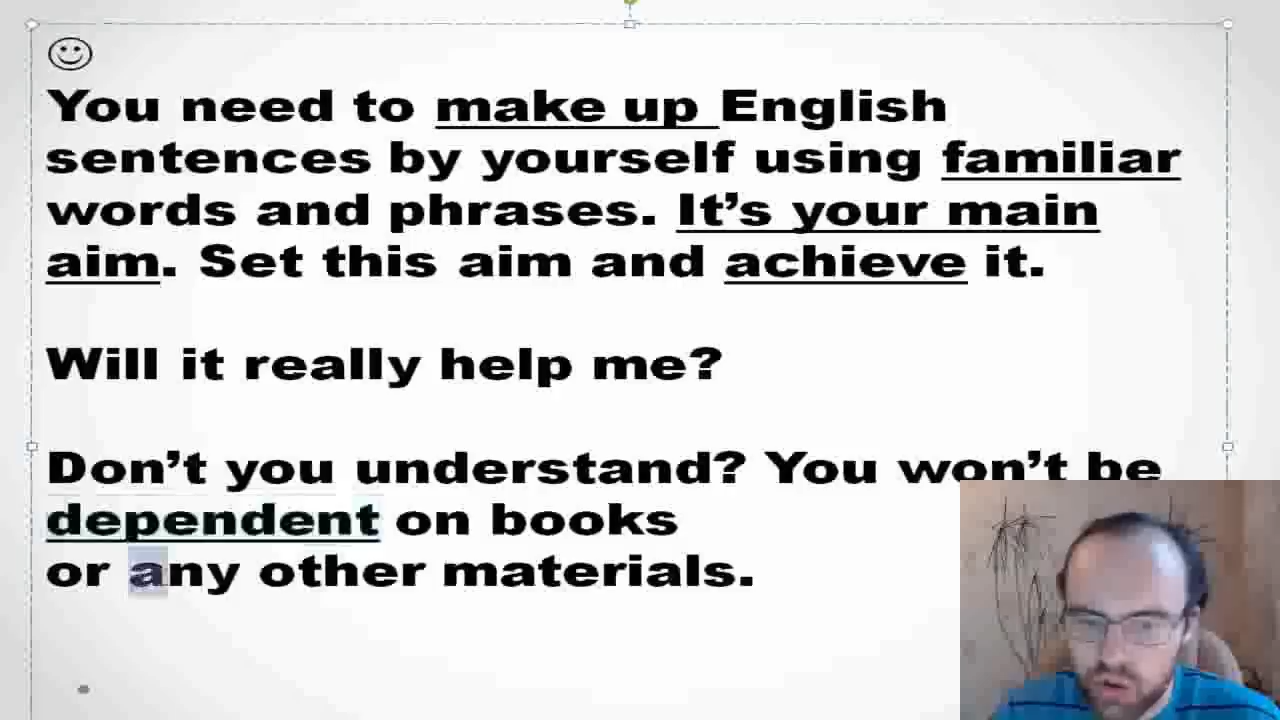 You need to make up English
sentences by yourself using familiar
words and phrases. It’s your main
aim. Set this aim and achieve it.
Will it really help me?
Don’t you understand? You won’t be
dependent on books
or any other materials.